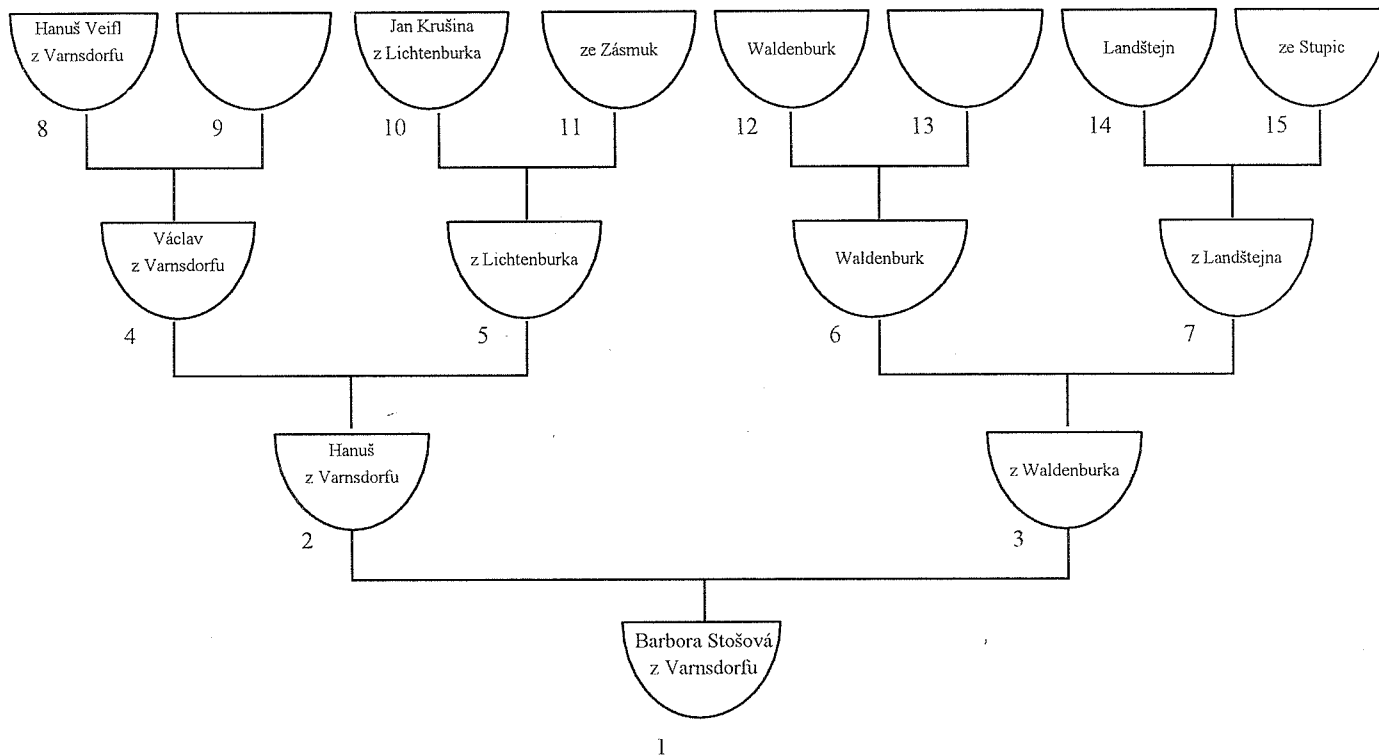 Hanuš Veifl
z Varnsdorfu
Jan Krušina
z Lichtenburka
ze Zásmuk
Waldenburk
Landštejn
ze Stupic
8
9
10
11
12
13
14
15
Václav
z Varnsdorfu
z Lichtenburka
Waldenburk
z Landštejna
4
5
6
7
Hanuš
z Varnsdorfu
z Waldenburka
2
3
Barbora Stošová
z Varnsdorfu
1